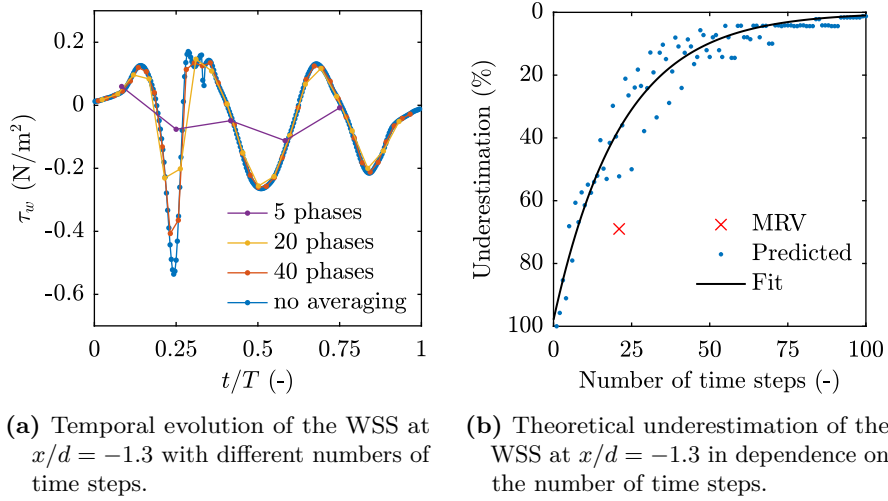 0.2
0
-0.2
-0.4
-0.6
τw (N/m²)
0
0.25
0.5
0.75
1
t/T (-)
5 phases
20 phases
40 phases
no averaging
(a) Temporal evolution of the WSS at
x/d = −1.3 with different numbers of
time steps.
0
20
40
60
80
100
Underestimation (%)
0
25
50
75
100
Number of time steps (-)
MRV
Predicted
Fit
(b) Theoretical underestimation of the
WSS at x/d = −1.3 in dependence on
the number of time steps.